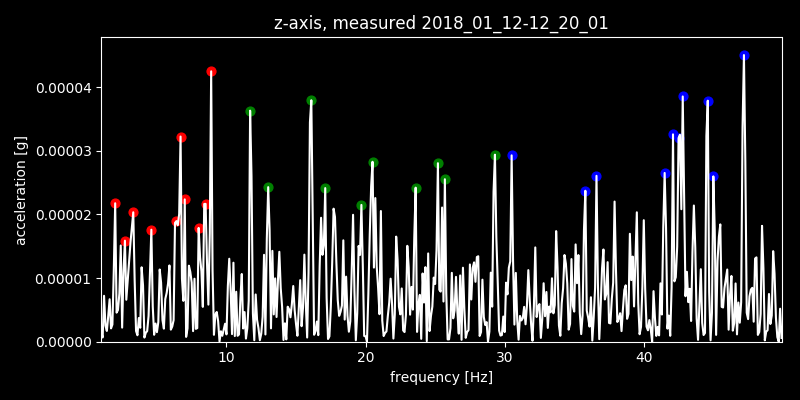 z-axis, measured 2018_01_12-12_20_01
acceleration [g]
0.00004
0.00003
0.00002
0.00001
0.00000
10 20 30 40
frequency [Hz]